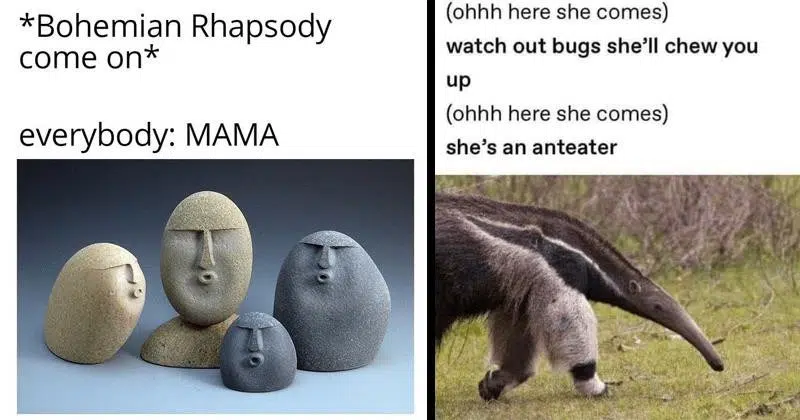 *Bohemian Rhapsody
come on*
everybody: MAMA
(ohhh here she comes)
watch out bugs she’ll chew you
up
(ohhh here she comes)
she’s an anteater